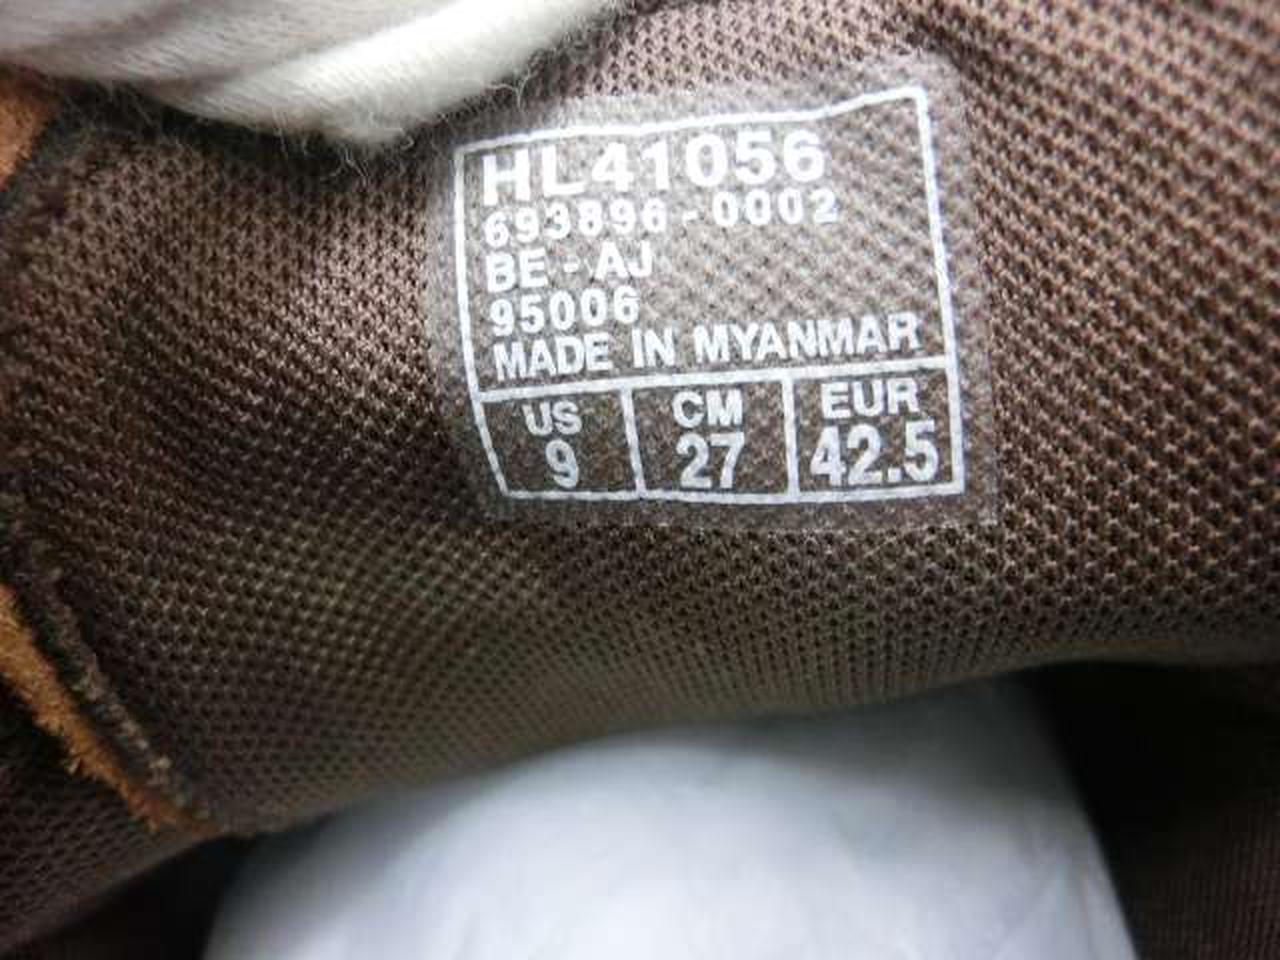 HL41056
693896-0002
BE - AJ
95006
MADE IN MYANMAR
US CM EUR
9 27 42.5